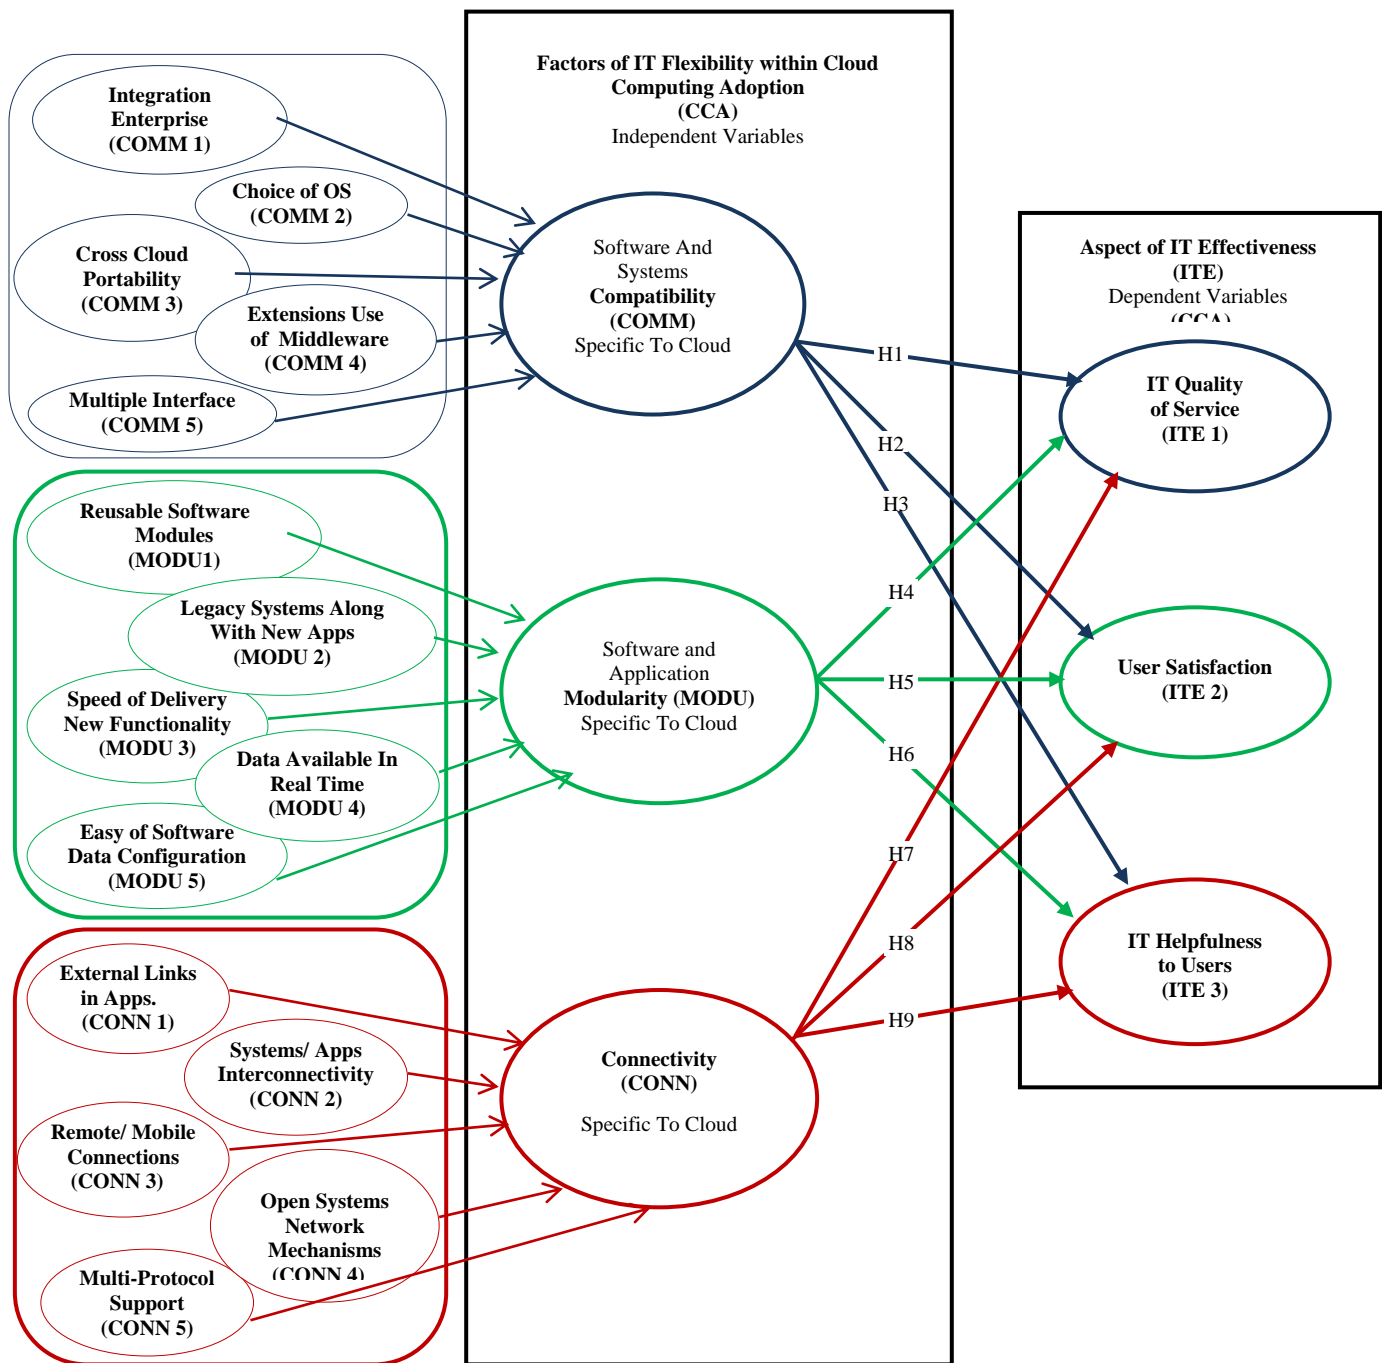 Integration
Enterprise
(COMM 1)
Choice of OS
(COMM 2)
Cross Cloud
Portability
(COMM 3)
Extensions Use
of Middleware
(COMM 4)
Multiple Interface
(COMM 5)
Reusable Software
Modules
(MODU1)
Legacy Systems Along
With New Apps
(MODU 2)
Speed of Delivery
New Functionality
(MODU 3)
Data Available In
Real Time
(MODU 4)
Easy of Software
Data Configuration
(MODU 5)
External Links
in Apps.
(CONN 1)
Systems/ Apps
Interconnectivity
(CONN 2)
Remote/ Mobile
Connections
(CONN 3)
Open Systems
Network
Mechanisms
(CONN 4)
Multi-Protocol
Support
(CONN 5)
Factors of IT Flexibility within Cloud
Computing Adoption
(CCA)
Independent Variables
Software And
Systems
Compatibility
(COMM)
Specific To Cloud
Software and
Application
Modularity (MODU)
Specific To Cloud
Connectivity
(CONN)
Specific To Cloud
H1
H2
H3
H4
H5
H6
H7
H8
H9
Aspect of IT Effectiveness
(ITE)
Dependent Variables
(CCA)
IT Quality
of Service
(ITE 1)
User Satisfaction
(ITE 2)
IT Helpfulness
to Users
(ITE 3)